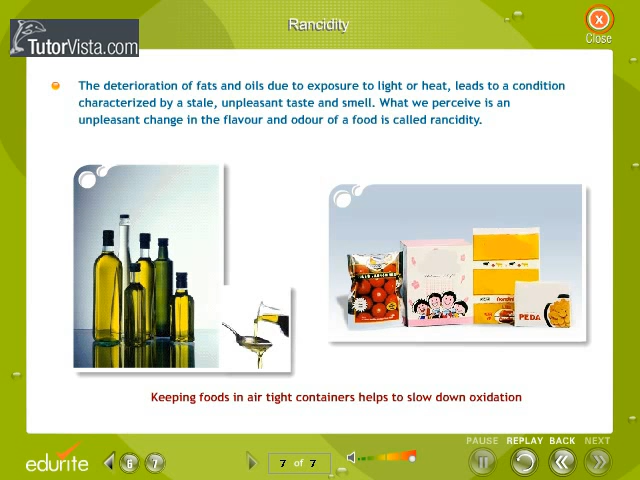 Rancidity
TutorVista.com
Close
The deterioration of fats and oils due to exposure to light or heat, leads to a condition
characterized by a stale, unpleasant taste and smell. What we perceive is an
unpleasant change in the flavour and odour of a food is called rancidity.
PEDA
Keeping foods in air tight containers helps to slow down oxidation
PAUSE REPLAY BACK NEXT
edurite
6 7
7 of 7